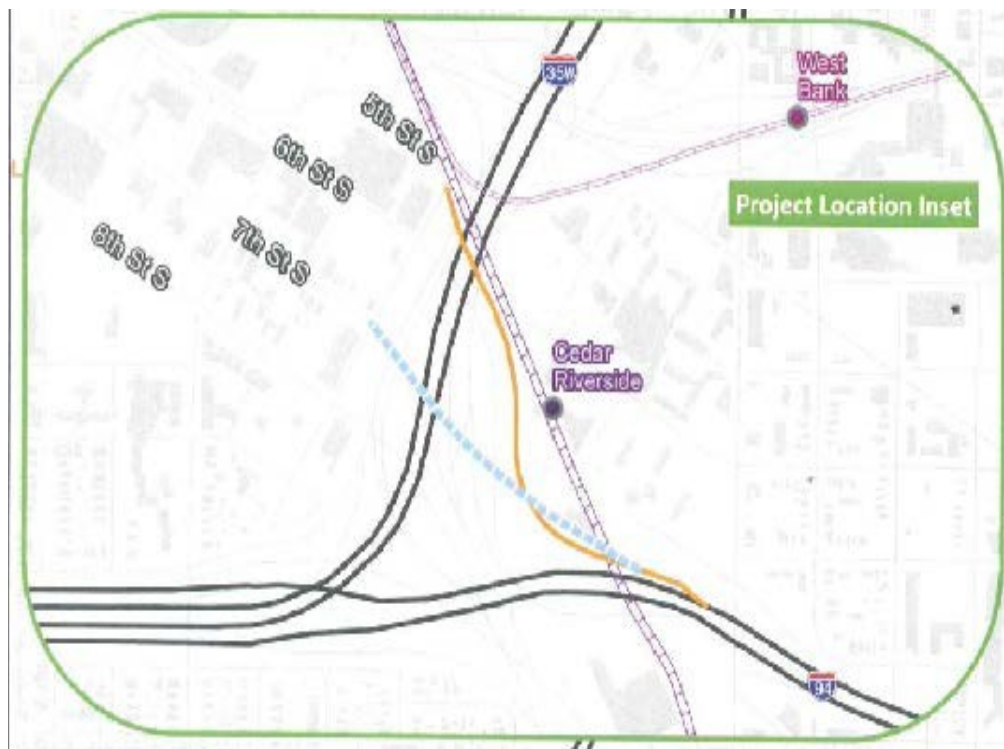 35W
West
Bank
5th St S
6th St S
Project Location Inset
7th St S
8th St S
Cedar
Riverside
94